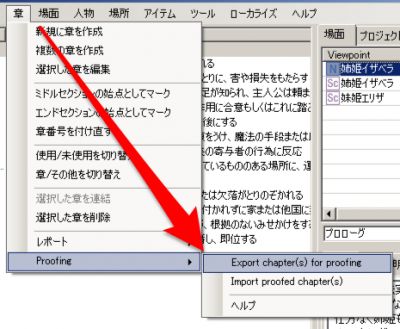 章 場面 人物 場所 アイテム ツール ローカライズ ヘルプ
新規に章を作成
複数の章を作成
選択した章を編集
ミドルセクションの始点としてマーク
エンドセクションの始点としてマーク
章番号を付け直す
使用/未使用を切り替え
章/その他を切り替え
選択した章を連結
選択した章を削除
レポート
Proofing
Export chapter(s) for proofing
Import proofed chapter(s)
ヘルプ
れる
とりに、害や損失をもたらす
足が知られ、主人公は頼ま
作用に合意もしくはこれに踏
後にする
をうけ、魔法の手段または
の寄与者の行為に反応
ているもののある場所に、運
たは欠落がとりのぞかれる
付かれずに家または他国に
、根拠のないみせかけをす
し、即位する
場面 プロジェクト
Viewpoint
N 姉姫イザベラ
Sc 姉姫イザベラ
Sc 妹姫エリザ
プロローグ